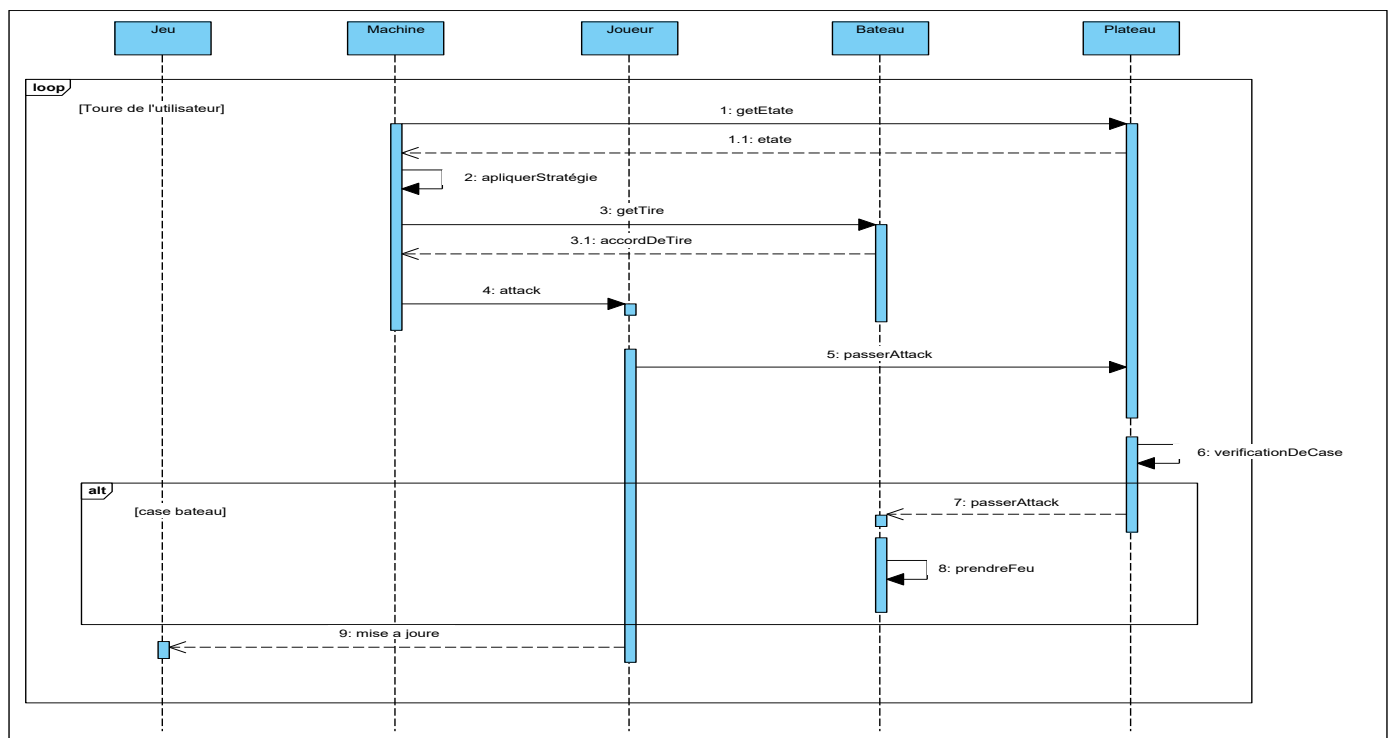 Jeu
Machine
Joueur
Bateau
Plateau
loop
[Toure de l'utilisateur]
1: getEtate
1.1: etate
2: apliquerStratégie
3: getTire
3.1: accordDeTire
4: attack
5: passerAttack
6: verificationDeCase
alt
[case bateau]
7: passerAttack
8: prendreFeu
9: mise a joure